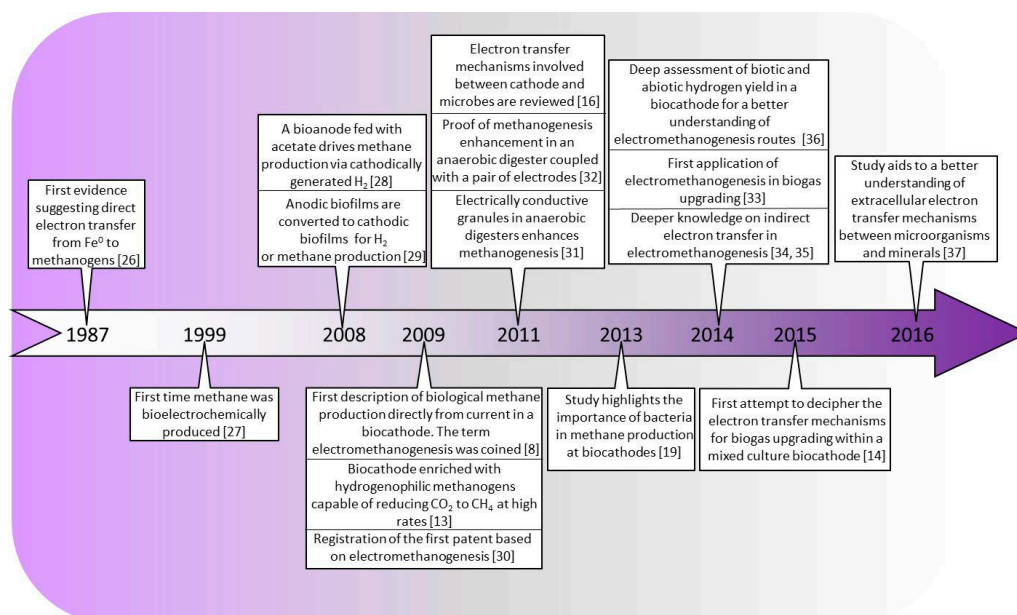 First evidence
suggesting direct
electron transfer
from Fe⁰ to
methanogens [26]
1987
First time methane was
bioelectrochemically
produced [27]
1999
A bioanode fed with
acetate drives methane
production via cathodically
generated H₂ [28]
Anodic biofilms are
converted to cathodic
biofilms for H₂
or methane production [29]
2008
First description of biological methane
production directly from current in a
biocathode. The term
electromethanogenesis was coined [8]
Biocathode enriched with
hydrogenophilic methanogens
capable of reducing CO₂ to CH₄ at high
rates [13]
Registration of the first patent based
on electromethanogenesis [30]
2009
Electron transfer
mechanisms involved
between cathode and
microbes are reviewed [16]
Proof of methanogenesis
enhancement in an
anaerobic digester coupled
with a pair of electrodes [32]
Electrically conductive
granules in anaerobic
digesters enhances
methanogenesis [31]
2011
Study highlights the
importance of bacteria
in methane production
at biocathodes [19]
2013
Deep assessment of biotic and
abiotic hydrogen yield in a
biocathode for a better
understanding of
electromethanogenesis routes [36]
First application of
electromethanogenesis in biogas
upgrading [33]
Deeper knowledge on indirect
electron transfer in
electromethanogenesis [34, 35]
2014
First attempt to decipher the
electron transfer mechanisms
for biogas upgrading within a
mixed culture biocathode [14]
2015
Study aids to a better
understanding of
extracellular electron
transfer mechanisms
between microorganisms
and minerals [37]
2016